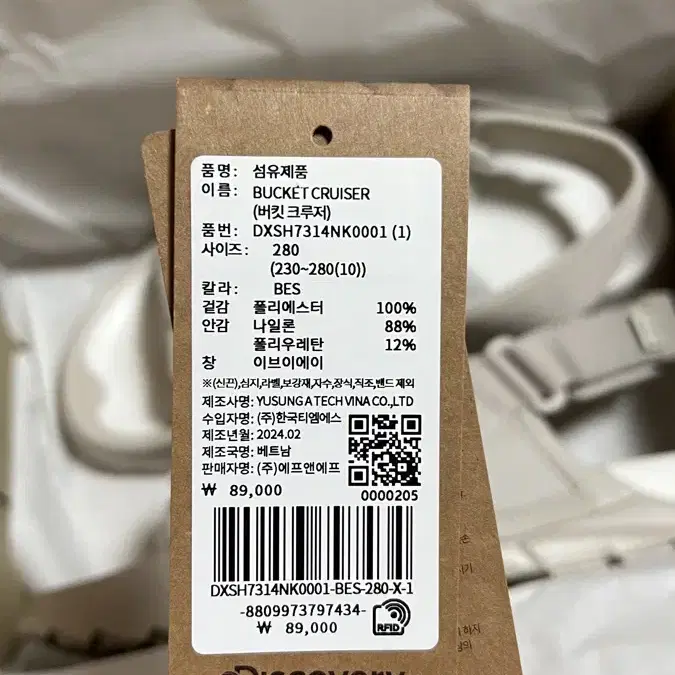 품명: 섬유제품
이름: BUCKET CRUISER
(버킷 크루저)
품번: DXSH7314NK0001 (1)
사이즈: 280
(230~280(10))
칼라: BES
겉감 폴리에스터 100%
안감 나일론 88%
폴리우레탄 12%
창 이브이에이
※(신끈),심지,라벨,보강재,자수,장식,직조,밴드 제외
제조사명: YUSUNG A TECH VINA CO.,LTD
수입자명: (주)한국티엠에스
제조년월: 2024.02
제조국명: 베트남
판매자명: (주)에프앤에프
₩ 89,000
0000205
DXSH7314NK0001-BES-280-X-1
-8809973797434-
₩ 89,000
RFID
Discovery